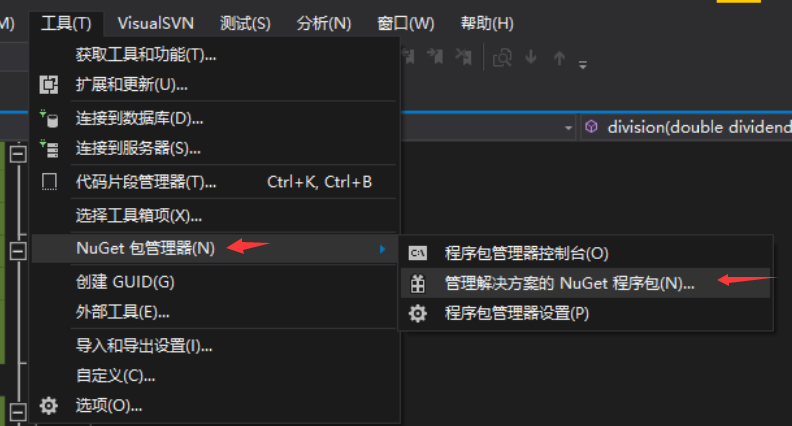 M) 工具(T) VisualSVN 测试(S) 分析(N) 窗口(W) 帮助(H)
获取工具和功能(T)...
扩展和更新(U)...
连接到数据库(D)...
division(double dividend
连接到服务器(S)...
代码片段管理器(T)... Ctrl+K, Ctrl+B
选择工具箱项(X)...
NuGet 包管理器(N)
C:\ 程序包管理器控制台(O)
创建 GUID(G)
管理解决方案的 NuGet 程序包(N)...
外部工具(E)...
程序包管理器设置(P)
导入和导出设置(I)...
自定义(C)...
选项(O)...